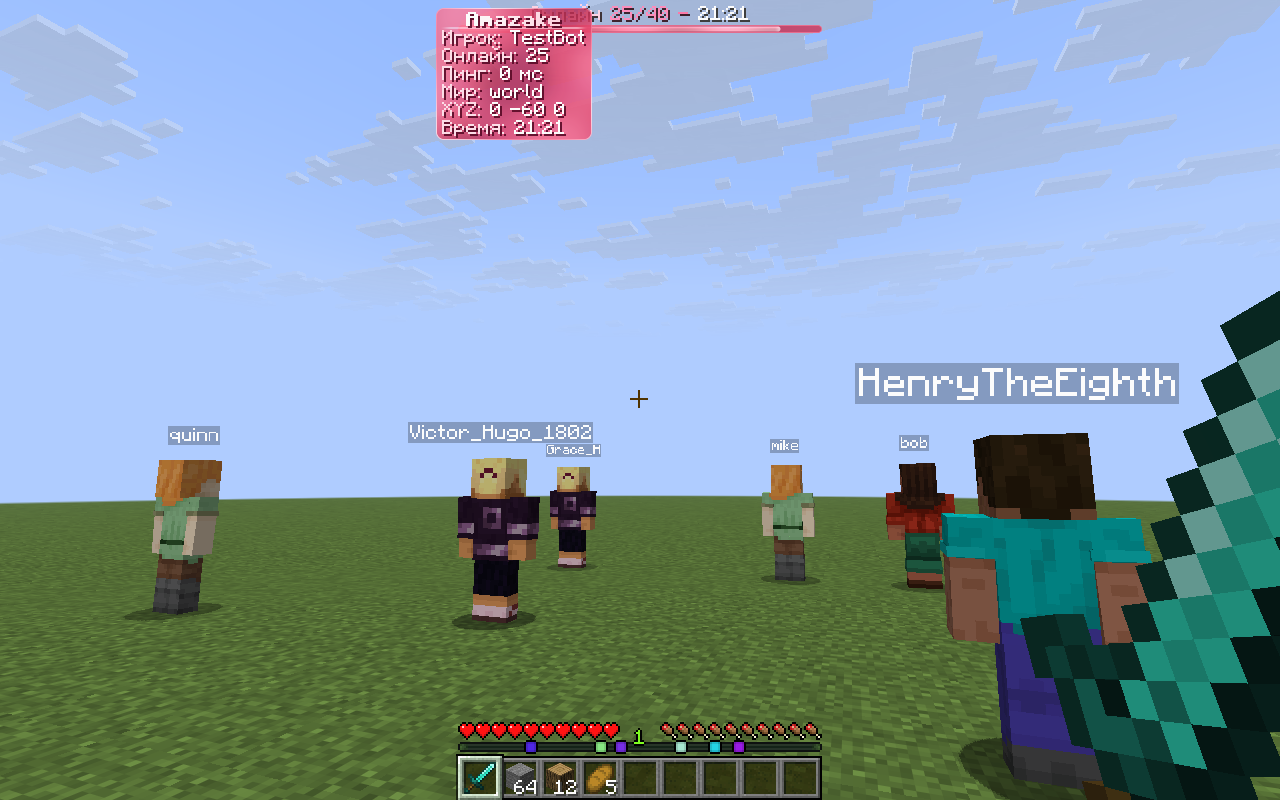 Amazake
йн 25/40 - 21:21
Игрок: TestBot
Онлайн: 25
Пинг: 0 мс
Мир: world
XYZ: 0 -60 0
Время: 21:21
HenryTheEighth
quinn
Victor_Hugo_1802
Grace_H
mike
bob
1
64
12
5